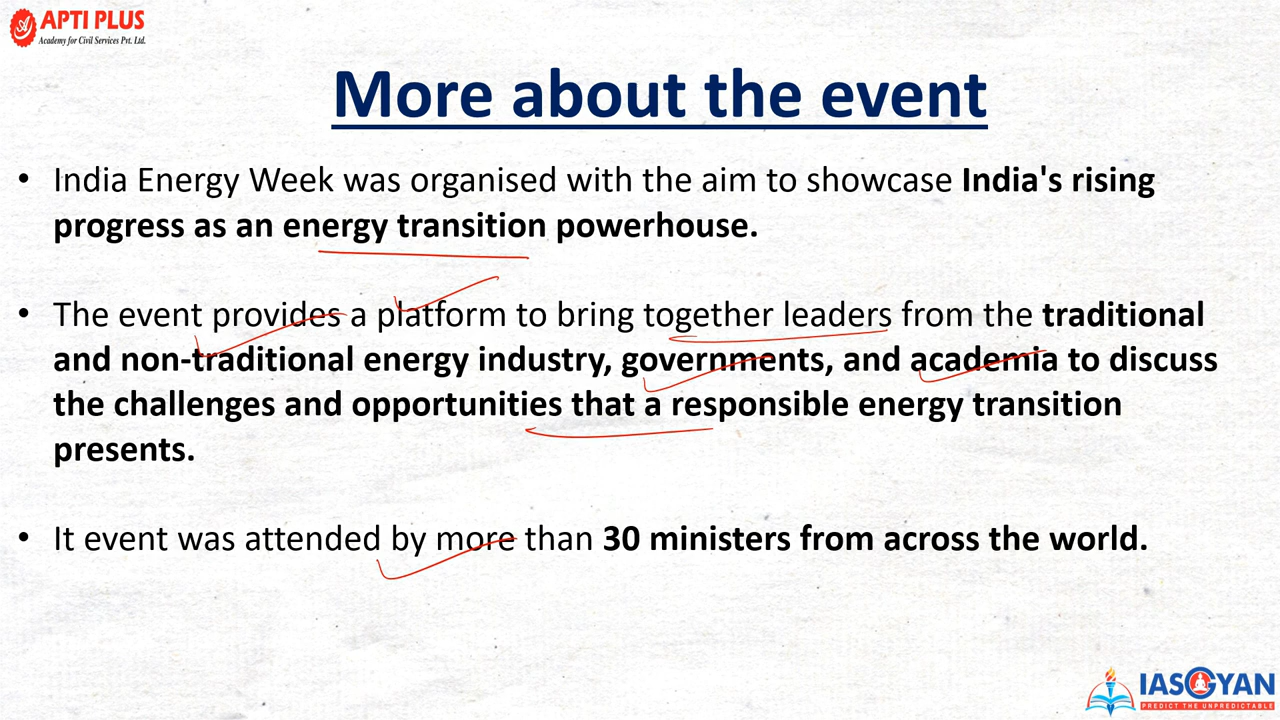 APTI PLUS
Academy for Civil Services Pvt. Ltd.
More about the event
• India Energy Week was organised with the aim to showcase India's rising
progress as an energy transition powerhouse.
• The event provides a platform to bring together leaders from the traditional
and non-traditional energy industry, governments, and academia to discuss
the challenges and opportunities that a responsible energy transition
presents.
• It event was attended by more than 30 ministers from across the world.
IASGYAN
PREDICT THE UNPREDICTABLE